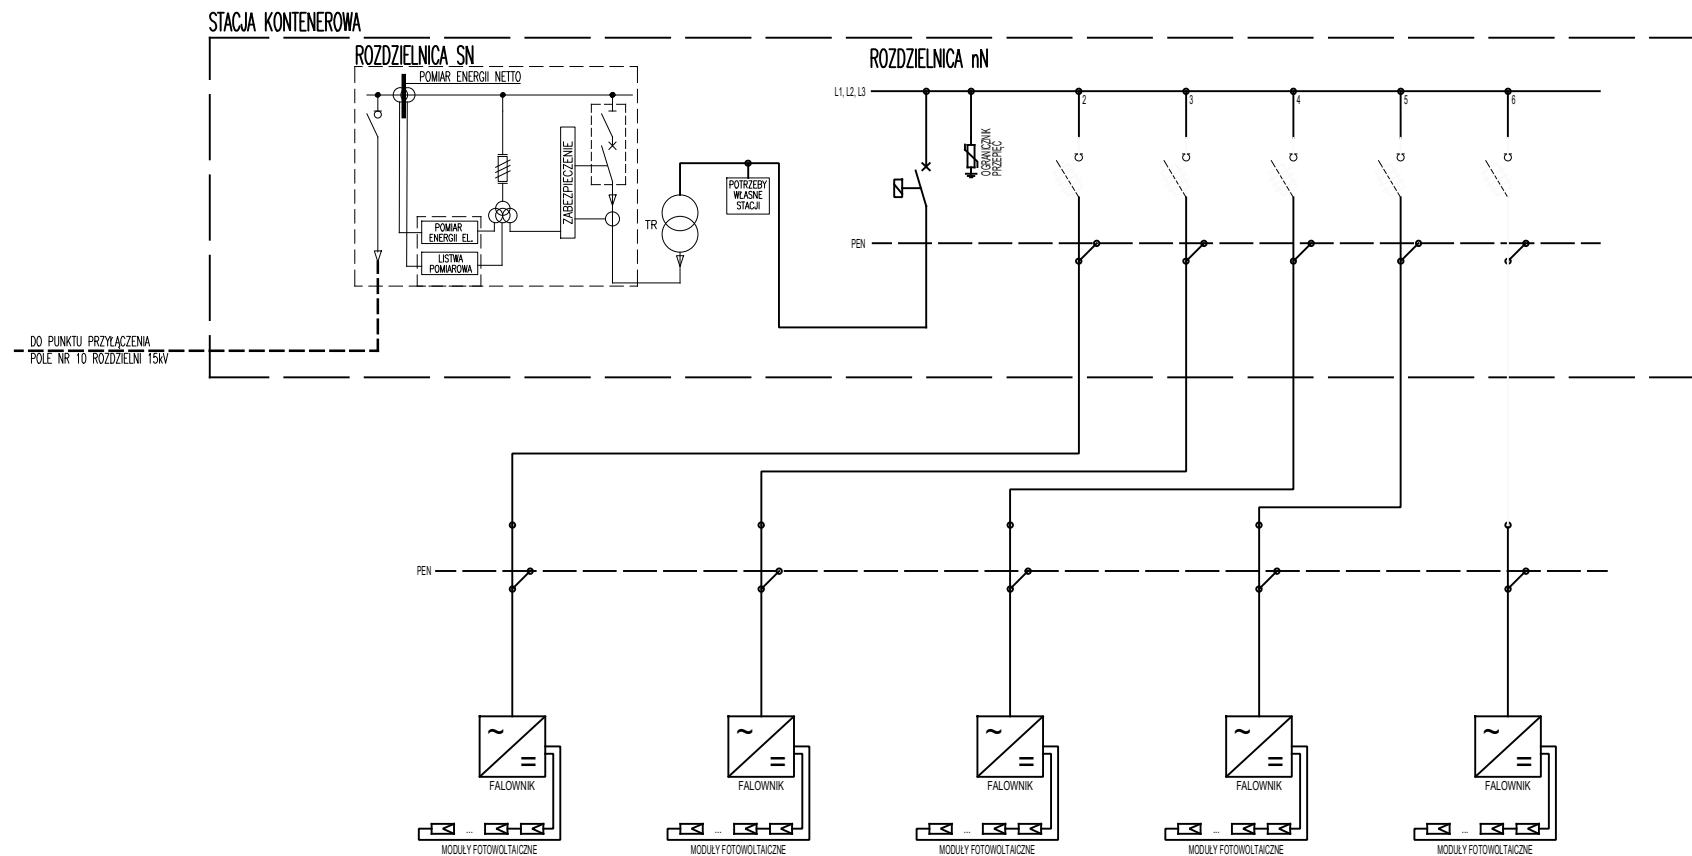 STACJA KONTENEROWA
ROZDZIELNICA SN
POMIAR ENERGII NETTO
ZABEZPIECZENIE
POMIAR
ENERGII EL.
LISTWA
POMIAROWA
TR
POTRZEBY
WŁASNE
STACJI
ROZDZIELNICA nN
L1, L2, L3
OGRANICZNIK
PRZEPIĘĆ
2
3
4
5
6
PEN
DO PUNKTU PRZYŁĄCZENIA
POLE NR 10 ROZDZIELNI 15kV
PEN
~
=
~
=
~
=
~
=
~
=
FALOWNIK
FALOWNIK
FALOWNIK
FALOWNIK
FALOWNIK
...
...
...
...
...
MODUŁY FOTOWOLTAICZNE
MODUŁY FOTOWOLTAICZNE
MODUŁY FOTOWOLTAICZNE
MODUŁY FOTOWOLTAICZNE
MODUŁY FOTOWOLTAICZNE